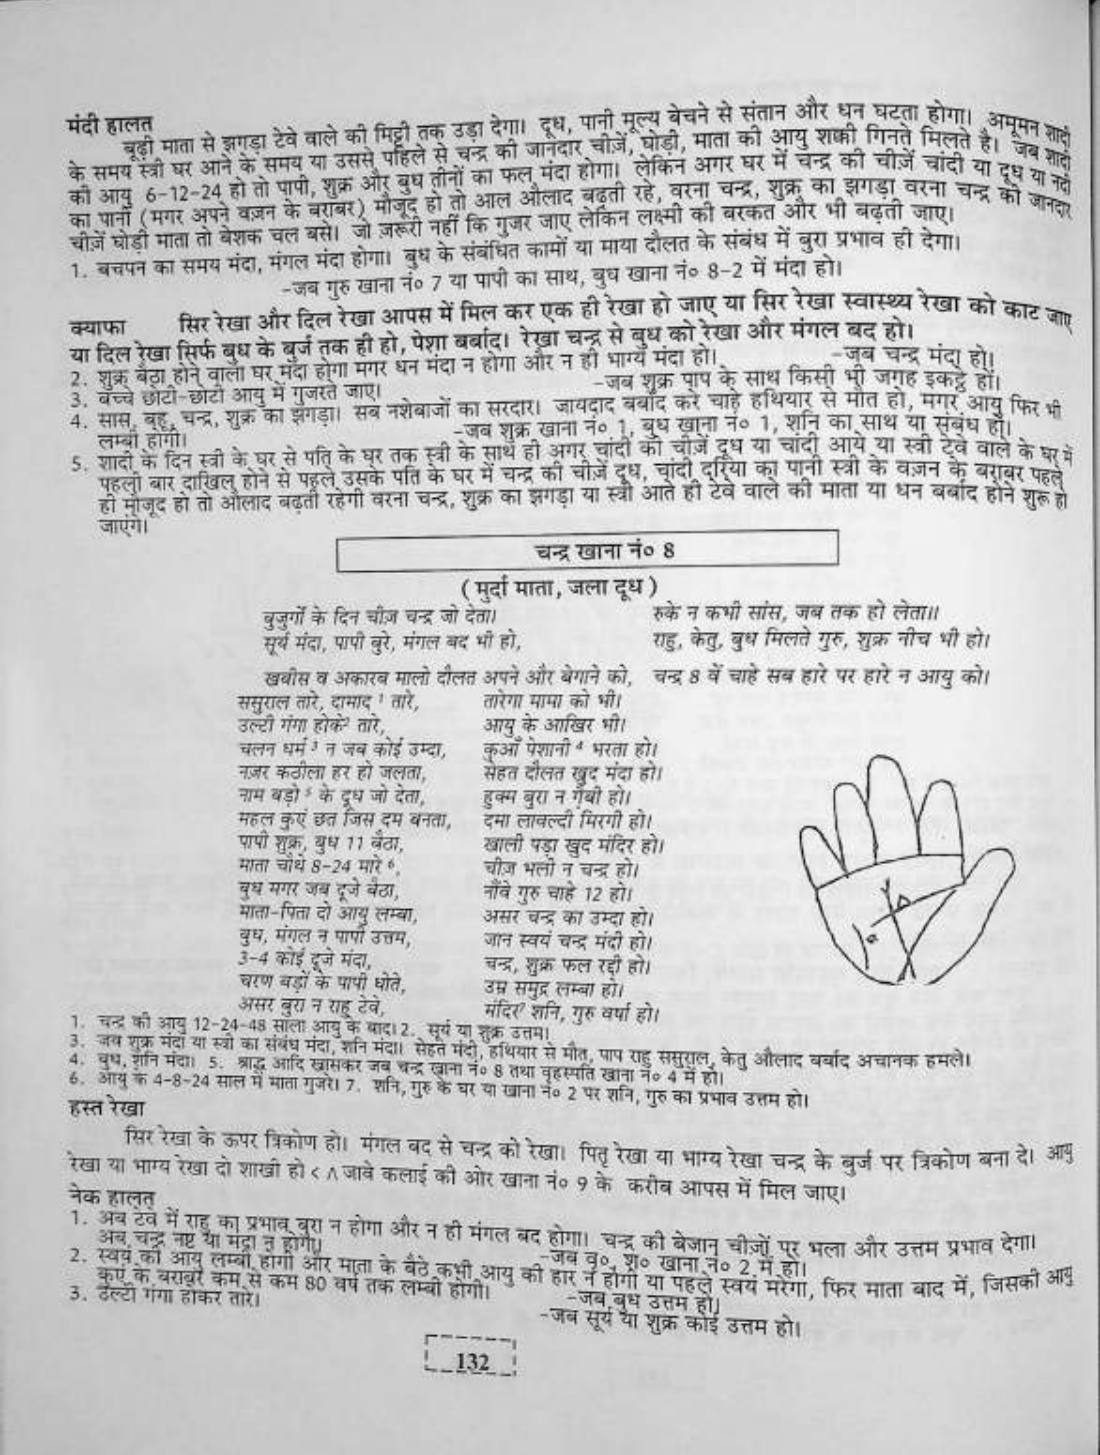 मंदी हालत
बूढ़ी माता से झगड़ा टेवे वाले की मिट्टी तक उड़ा देगा। दूध, पानी मूल्य बेचने से संतान और धन घटता होगा। अमूमन शादी
के समय स्त्री घर आने के समय या उससे पहिले से चन्द्र की जानदार चीज़ें, घोड़ी, माता की आयु शक्की गिनते मिलते है। जब शादी
की आयु 6-12-24 हो तो पापी, शुक्र और बुध तीनों का फल मंदा होगा। लेकिन अगर घर में चन्द्र की चीज़ें चांदी या दूध या नदी
का पानी (मगर अपने वज़न के बराबर) मौजूद हो तो आल औलाद बढ़ती रहे, वरना चन्द्र, शुक्र का झगड़ा वरना चन्द्र की जानदार
चीज़ें घोड़ी माता तो बेशक चल बसे। जो ज़रूरी नहीं कि गुजर जाए लेकिन लक्ष्मी की बरकत और भी बढ़ती जाए।
1. बचपन का समय मंदा, मंगल मंदा होगा। बुध के संबंधित कामों या माया दौलत के संबंध में बुरा प्रभाव ही देगा।
-जब गुरु खाना नं० 7 या पापी का साथ, बुध खाना नं० 8-2 में मंदा हो।
क्याफा सिर रेखा और दिल रेखा आपस में मिल कर एक ही रेखा हो जाए या सिर रेखा स्वास्थ्य रेखा को काट जाए
या दिल रेखा सिर्फ बुध के बुर्ज तक ही हो, पेशा बर्बाद। रेखा चन्द्र से बुध को रेखा और मंगल बद हो।
-जब चन्द्र मंदा हो।
2. शुक्र बैठा होने वाला घर मंदा होगा मगर धन मंदा न होगा और न ही भाग्य मंदा हो।
-जब शुक्र पाप के साथ किसी भी जगह इकट्ठे हों।
3. बच्चे छोटी-छोटी आयु में गुजरते जाए।
4. सास, बहू, चन्द्र, शुक्र का झगड़ा। सब नशेबाजों का सरदार। जायदाद बर्बाद करे चाहे हथियार से मौत हो, मगर आयु फिर भी
लम्बी होगी। -जब शुक्र खाना नं० 1, बुध खाना नं० 1, शनि का साथ या संबंध हो।
5. शादी के दिन स्त्री के घर से पति के घर तक स्त्री के साथ ही अगर चांदी की चीज़ें दूध या चांदी आये या स्त्री टेवे वाले के घर में
पहली बार दाखिल होने से पहले उसके पति के घर में चन्द्र की चीज़ें दूध, चांदी दरिया का पानी स्त्री के वज़न के बराबर पहले
ही मौजूद हो तो औलाद बढ़ती रहेगी वरना चन्द्र, शुक्र का झगड़ा या स्त्री आते ही टेवे वाले की माता या धन बर्बाद होने शुरू हो
जाएंगे।
चन्द्र खाना नं० 8
(मुर्दा माता, जला दूध)
बुजुर्गों के दिन चीज़ चन्द्र जो देता। रुके न कभी सांस, जब तक हो लेता॥
सूर्य मंदा, पापी बुरे, मंगल बद भी हो, राहु, केतु, बुध मिलते गुरु, शुक्र नीच भी हो।
खवीस व अकारब मालो दौलत अपने और बेगाने को, चन्द्र 8 वें चाहे सब हारे पर हारे न आयु को।
ससुराल तारे, दामाद ¹ तारे, तारेगा मामा को भी।
उल्टी गंगा होके² तारे, आयु के आखिर भी।
चलन धर्म ³ न जब कोई उम्दा, कुआँ पेशानी ⁴ भरता हो।
नज़र कठीला हर हो जलता, सेहत दौलत खुद मंदा हो।
नाम बड़ो ⁵ के दूध जो देता, हुक्म बुरा न गैबी हो।
महल कुएं छत जिस दम बनता, दमा लावल्दी मिरगी हो।
पापी शुक्र, बुध 11 बैठा, खाली पड़ा खुद मंदिर हो।
माता चौथे 8-24 मारे ⁶, चीज़ भली न चन्द्र हो।
बुध मगर जब दूजे बैठा, नौंवे गुरु चाहे 12 हो।
माता-पिता दो आयु लम्बा, असर चन्द्र का उम्दा हो।
बुध, मंगल न पापी उत्तम, जान स्वयं चन्द्र मंदी हो।
3-4 कोई दूजे मंदा, चन्द्र, शुक्र फल रद्दी हो।
चरण बड़ों के पापी धोते, उम्र समुद्र लम्बा हो।
असर बुरा न राहु टेवे, मंदिर⁷ शनि, गुरु वर्षा हो।
1. चन्द्र की आयु 12-24-48 साला आयु के बाद। 2. सूर्य या शुक्र उत्तम।
3. जब शुक्र मंदा या स्त्री का संबंध मंदा, शनि मंदा। सेहत मंदी, हथियार से मौत, पाप राहु ससुराल, केतु औलाद बर्बाद अचानक हमले।
4. बुध, शनि मंदा। 5. श्राद्ध आदि खासकर जब चन्द्र खाना नं० 8 तथा वृहस्पति खाना नं० 4 में हो।
6. आयु के 4-8-24 साल में माता गुजरे। 7. शनि, गुरु के घर या खाना नं० 2 पर शनि, गुरु का प्रभाव उत्तम हो।
हस्त रेखा
सिर रेखा के ऊपर त्रिकोण हो। मंगल बद से चन्द्र को रेखा। पितृ रेखा या भाग्य रेखा चन्द्र के बुर्ज पर त्रिकोण बना दे। आयु
रेखा या भाग्य रेखा दो शाखी हो < ∧ जावे कलाई की ओर खाना नं० 9 के करीब आपस में मिल जाए।
नेक हालत
1. अब टेवे में राहु का प्रभाव बुरा न होगा और न ही मंगल बद होगा। चन्द्र की बेजान चीज़ों पर भला और उत्तम प्रभाव देगा।
अब चन्द्र नष्ट या मंदा न होगा। -जब वृ०, श० खाना नं० 2 में हो।
2. स्वयं की आयु लम्बी होगी और माता के बैठे कभी आयु की हार न होगी या पहले स्वयं मरेगा, फिर माता बाद में, जिसकी आयु
कुएं के बराबर कम से कम 80 वर्ष तक लम्बी होगी। -जब बुध उत्तम हो।
3. उल्टी गंगा होकर तारे। -जब सूर्य या शुक्र कोई उत्तम हो।
132